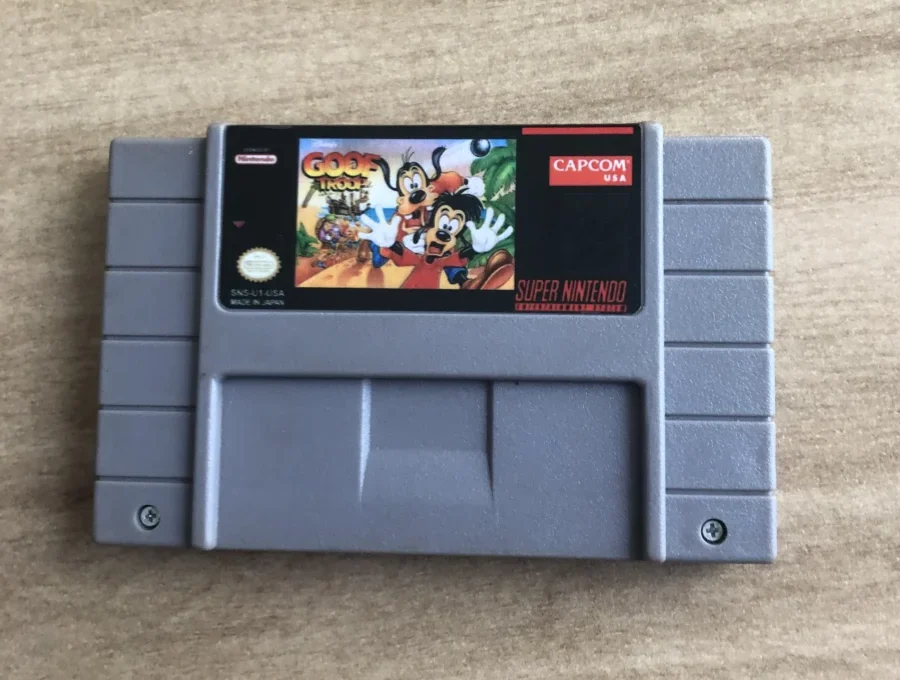 Nintendo
Disney's
GOOF
TROOP
CAPCOM
USA
SNS-U1-USA
MADE IN JAPAN
SUPER NINTENDO
ENTERTAINMENT SYSTEM